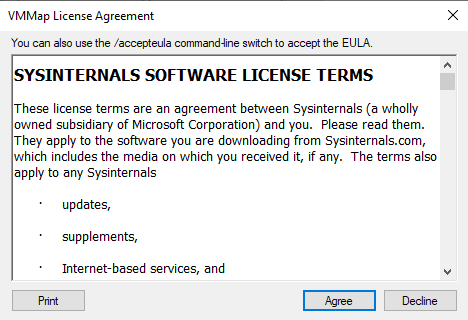 VMMap License Agreement
You can also use the /accepteula command-line switch to accept the EULA.
SYSINTERNALS SOFTWARE LICENSE TERMS
These license terms are an agreement between Sysinternals (a wholly
owned subsidiary of Microsoft Corporation) and you.  Please read them.
They apply to the software you are downloading from Sysinternals.com,
which includes the media on which you received it, if any.  The terms also
apply to any Sysinternals
· updates,
· supplements,
· Internet-based services, and
Print
Agree
Decline